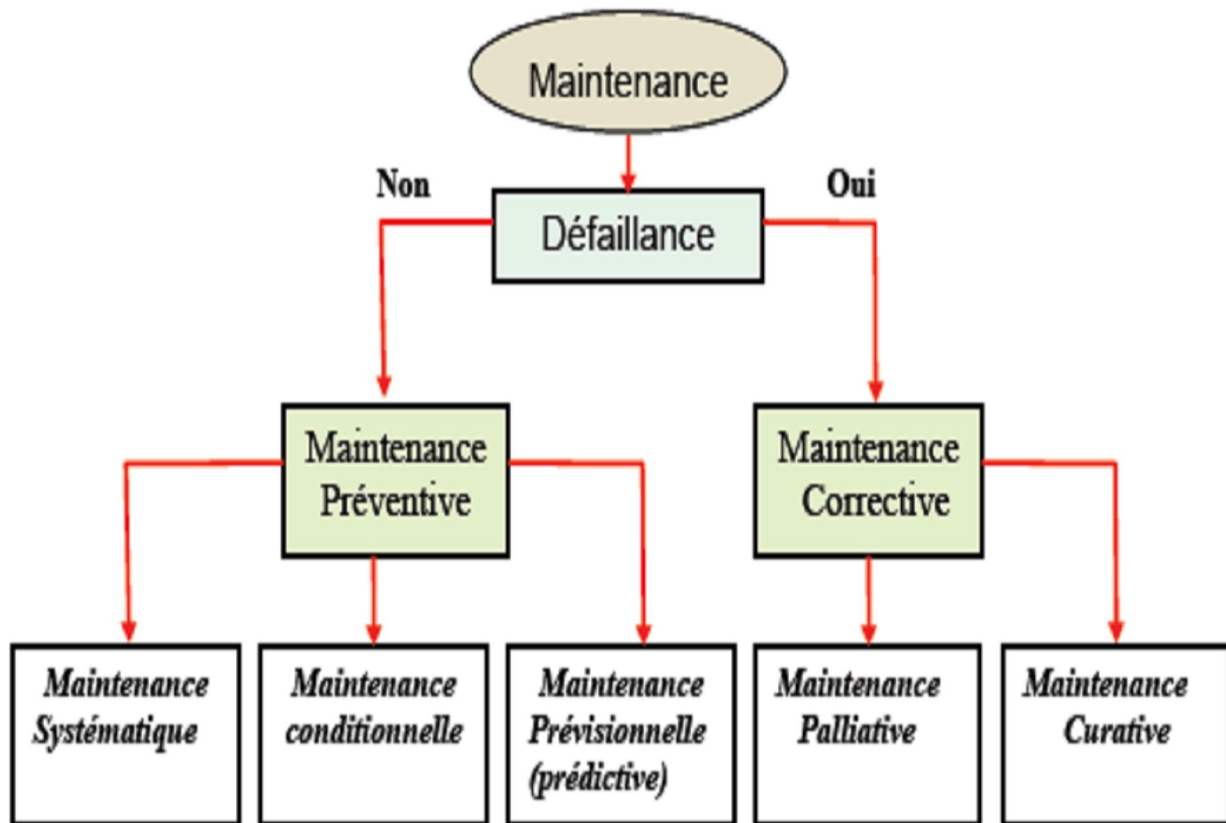 Maintenance
Non
Oui
Défaillance
Maintenance
Préventive
Maintenance
Corrective
Maintenance
Systématique
Maintenance
conditionnelle
Maintenance
Prévisionnelle
(prédictive)
Maintenance
Palliative
Maintenance
Curative